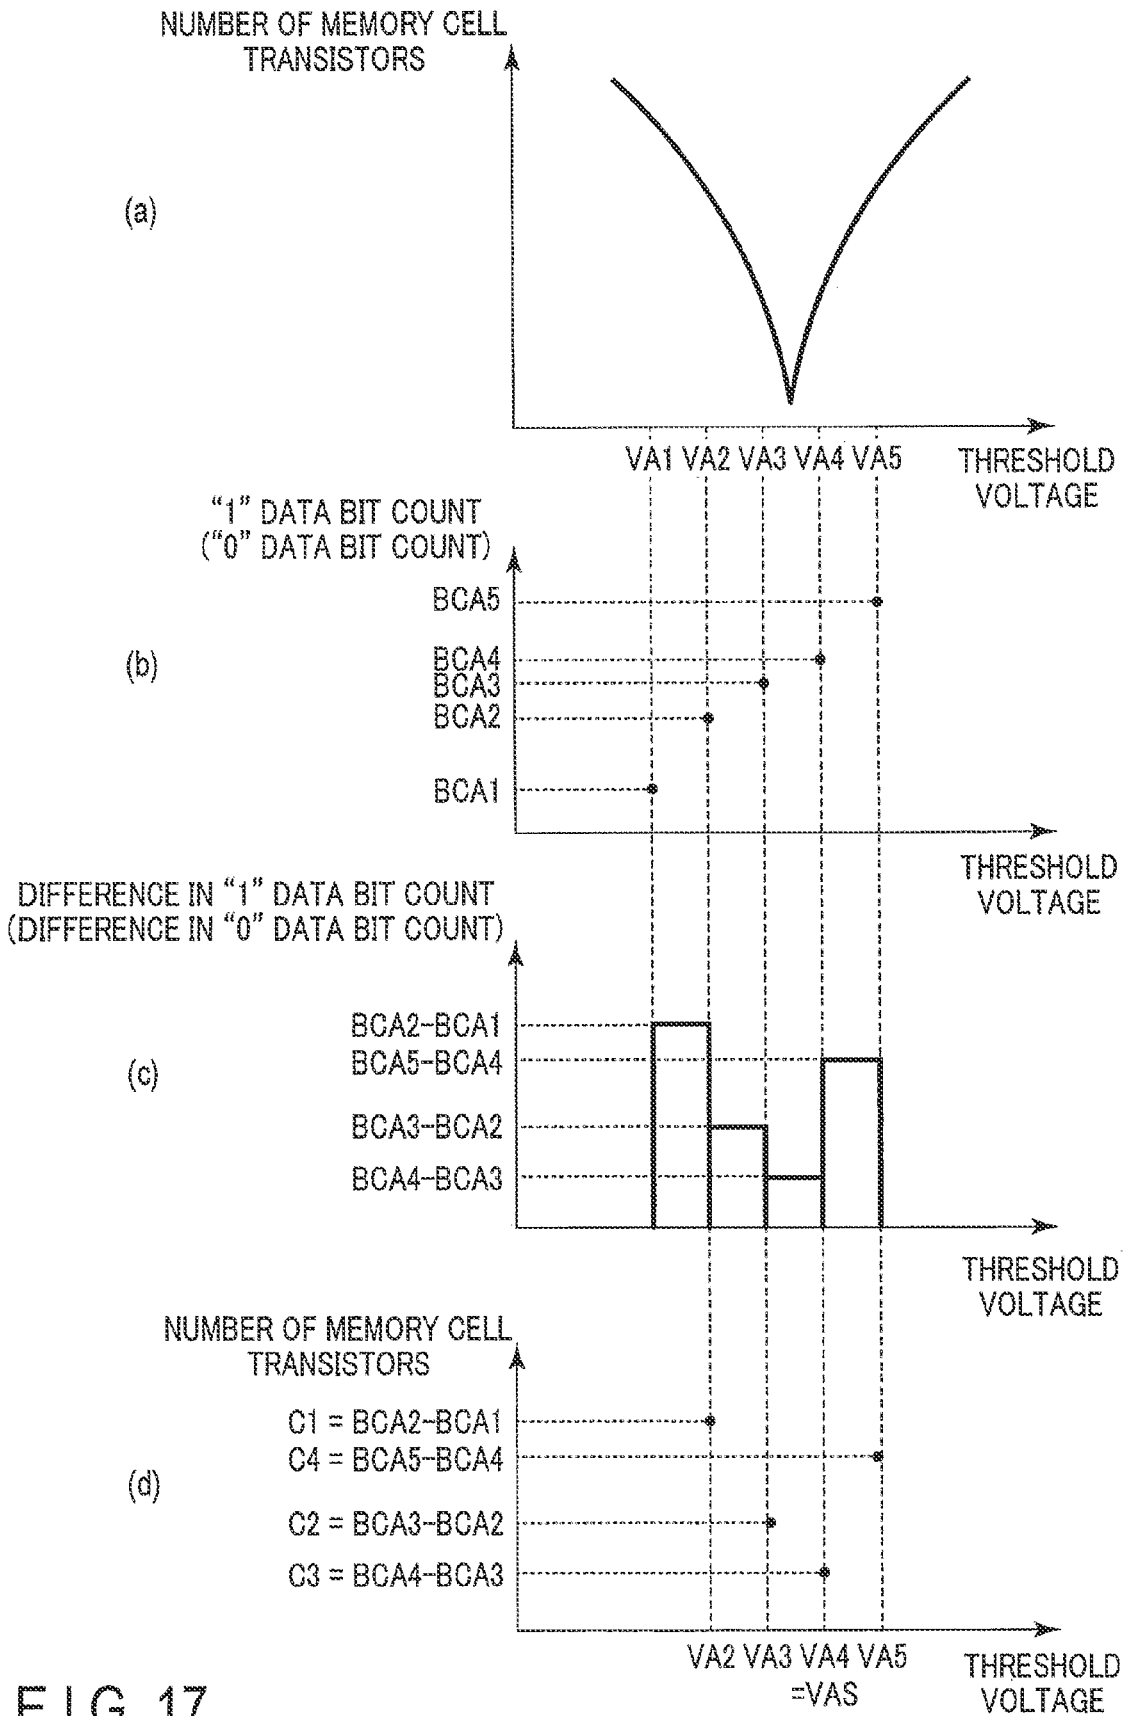 NUMBER OF MEMORY CELL
TRANSISTORS
(a)
VA1 VA2 VA3 VA4 VA5
THRESHOLD
VOLTAGE
"1" DATA BIT COUNT
("0" DATA BIT COUNT)
BCA5
(b)
BCA4
BCA3
BCA2
BCA1
THRESHOLD
VOLTAGE
DIFFERENCE IN "1" DATA BIT COUNT
(DIFFERENCE IN "0" DATA BIT COUNT)
BCA2-BCA1
BCA5-BCA4
(c)
BCA3-BCA2
BCA4-BCA3
THRESHOLD
VOLTAGE
NUMBER OF MEMORY CELL
TRANSISTORS
C1 = BCA2-BCA1
C4 = BCA5-BCA4
(d)
C2 = BCA3-BCA2
C3 = BCA4-BCA3
VA2 VA3 VA4 VA5
=VAS
THRESHOLD
VOLTAGE
FIG. 17